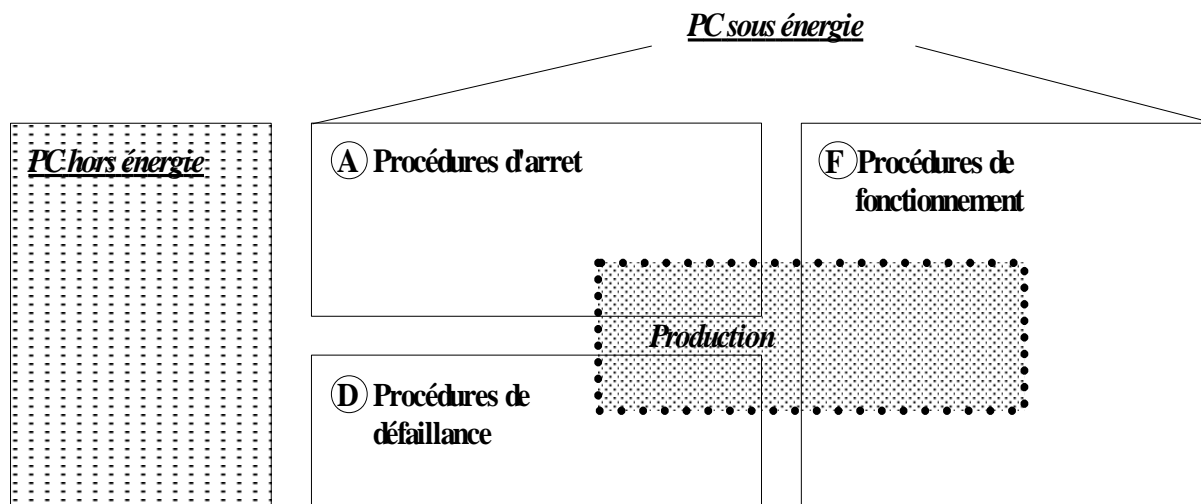 PC sous énergie
PC hors énergie
A Procédures d'arret
F Procédures de
fonctionnement
Production
D Procédures de
défaillance